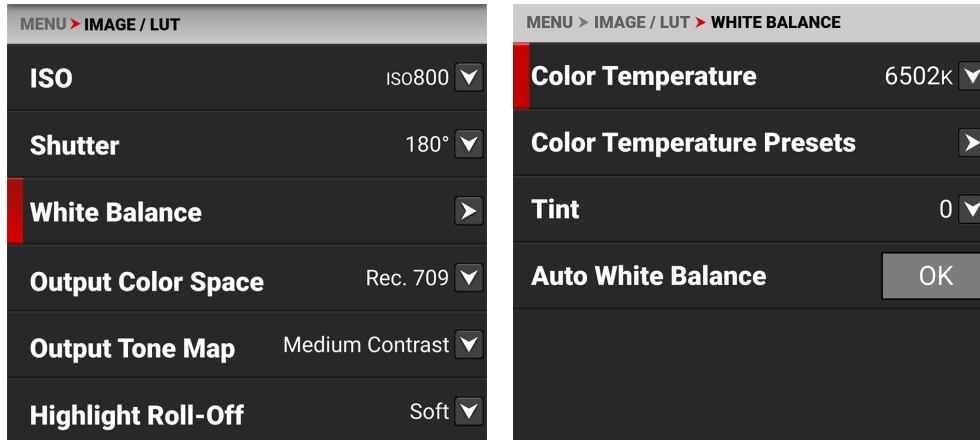 MENU > IMAGE / LUT
ISO ISO800
Shutter 180°
White Balance
Output Color Space Rec. 709
Output Tone Map Medium Contrast
Highlight Roll-Off Soft
MENU > IMAGE / LUT > WHITE BALANCE
Color Temperature 6502K
Color Temperature Presets
Tint 0
Auto White Balance OK